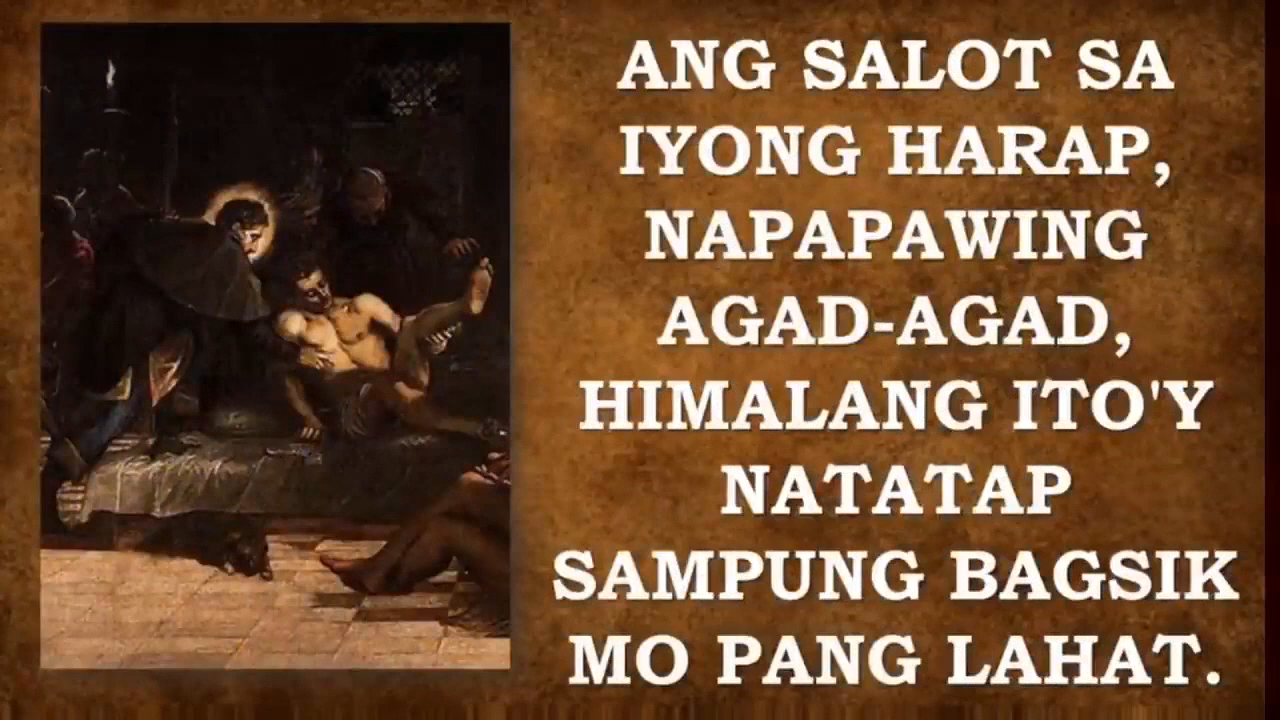 ANG SALOT SA
IYONG HARAP,
NAPAPAWING
AGAD-AGAD,
HIMALANG ITO'Y
NATATAP
SAMPUNG BAGSIK
MO PANG LAHAT.